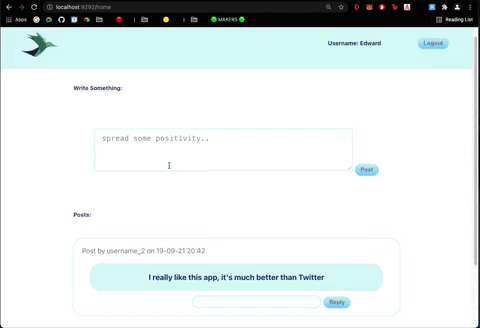 localhost:9292/home
Apps
MAKERS
Reading List
Username: Edward
Logout
Write Something:
spread some positivity..
Post
Posts:
Post by username_2 on 19-09-21 20:42
I really like this app, it's much better than Twitter
Reply